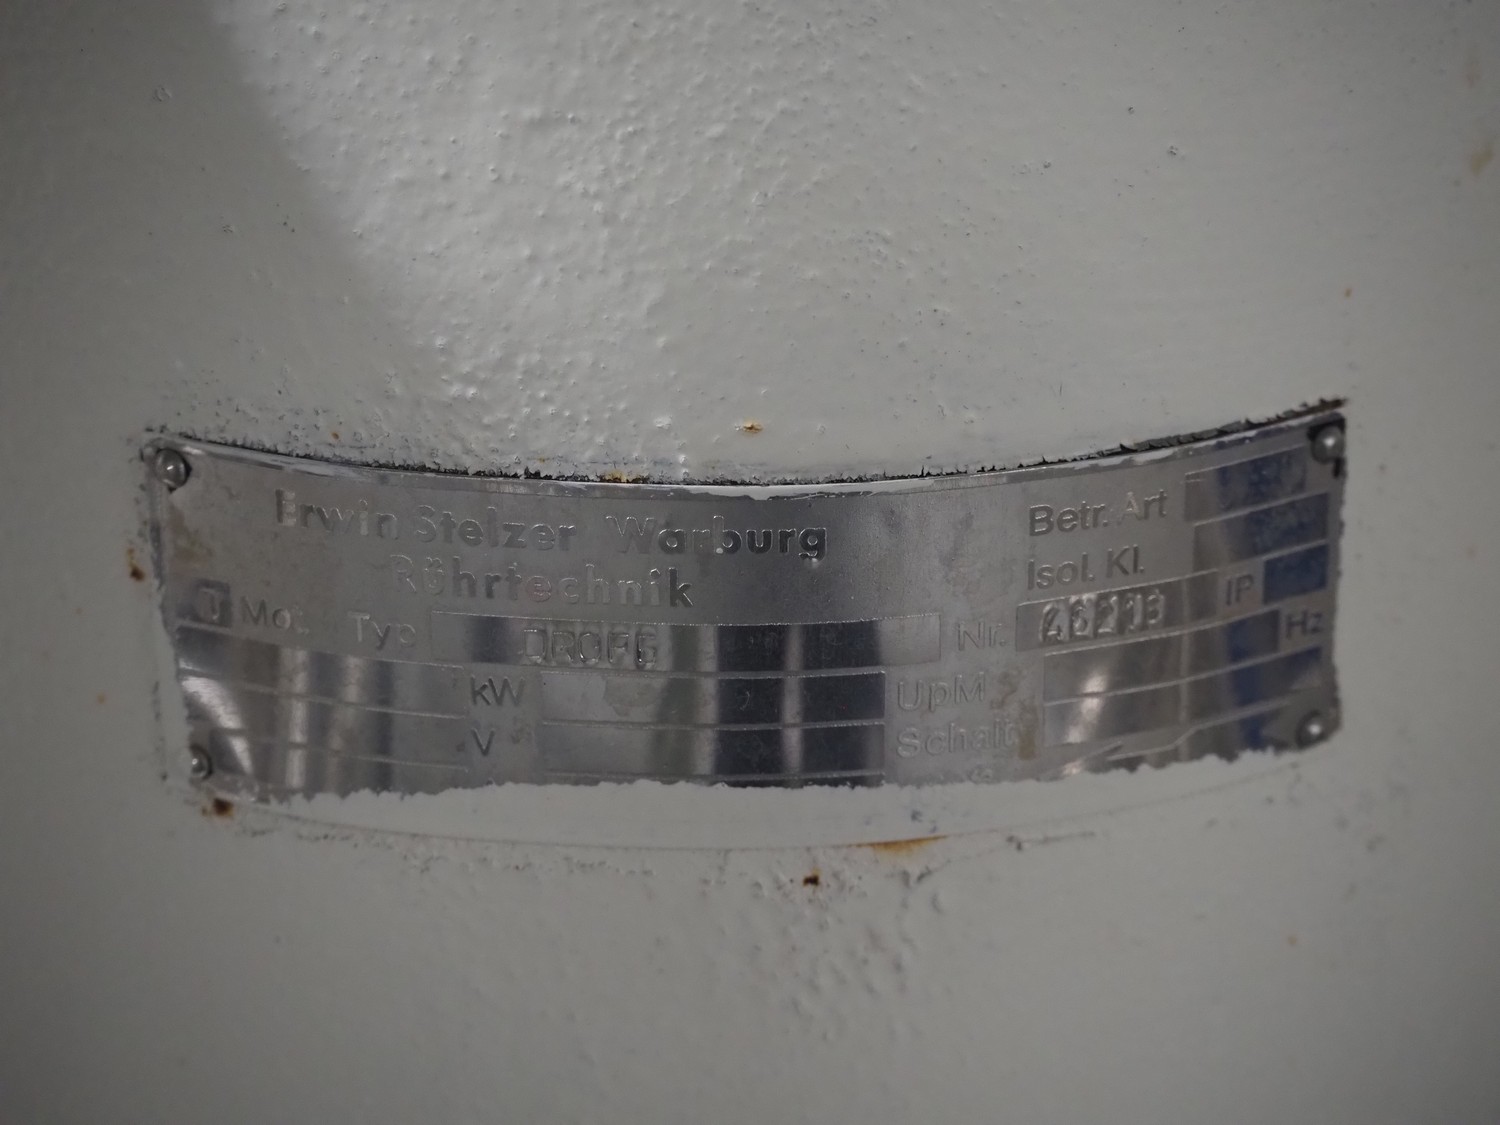 Erwin Stelzer Warburg
Rührtechnik
Betr. Art
Isol. Kl.
Mot. Typ Nr. IP
kW UpM Hz
V Schalt